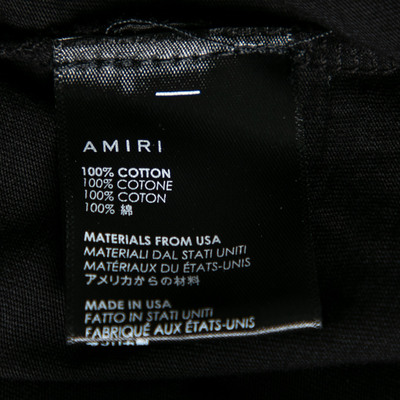 AMIRI
100% COTTON
100% COTONE
100% COTON
100% 綿
MATERIALS FROM USA
MATERIALI DAL STATI UNITI
MATÉRIAUX DU ÉTATS-UNIS
アメリカからの材料
MADE IN USA
FATTO IN STATI UNITI
FABRIQUÉ AUX ÉTATS-UNIS